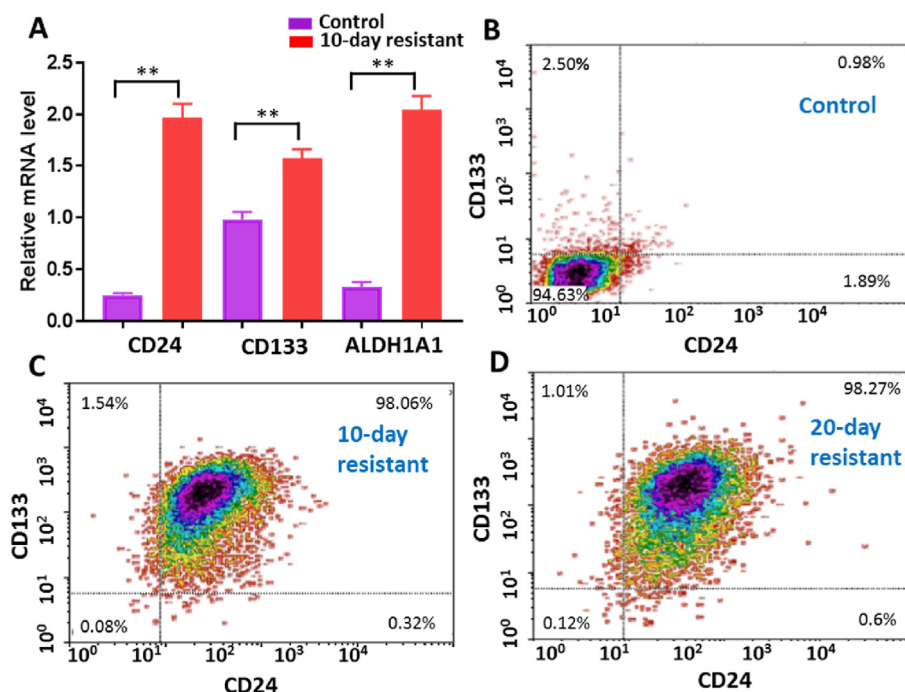 A
Control
10-day resistant
Relative mRNA level
2.5
2.0
1.5
1.0
0.5
0.0
**
**
**
CD24
CD133
ALDH1A1
B
2.50%
0.98%
Control
94.63%
1.89%
CD133
10⁴
10³
10²
10¹
10⁰
10⁰ 10¹ 10² 10³ 10⁴
CD24
C
1.54%
98.06%
10-day
resistant
0.08%
0.32%
CD133
10⁴
10³
10²
10¹
10⁰
10⁰ 10¹ 10² 10³ 10⁴
CD24
D
1.01%
98.27%
20-day
resistant
0.12%
0.6%
CD133
10⁴
10³
10²
10¹
10⁰
10⁰ 10¹ 10² 10³ 10⁴
CD24